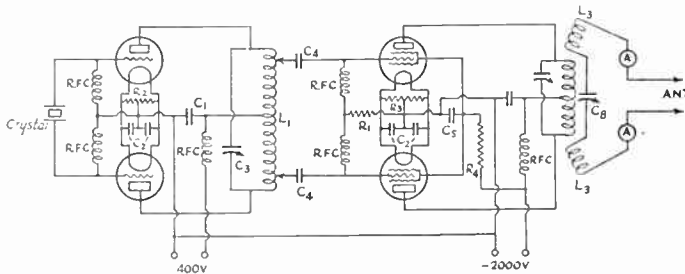 L3
C4
RFC
R2
C1
RFC
R3
A
ANT
Crystal
C2
L1
R1
C5
C8
RFC
RFC
C3
RFC
C2
R4
RFC
A
C4
L3
400V
-2000V